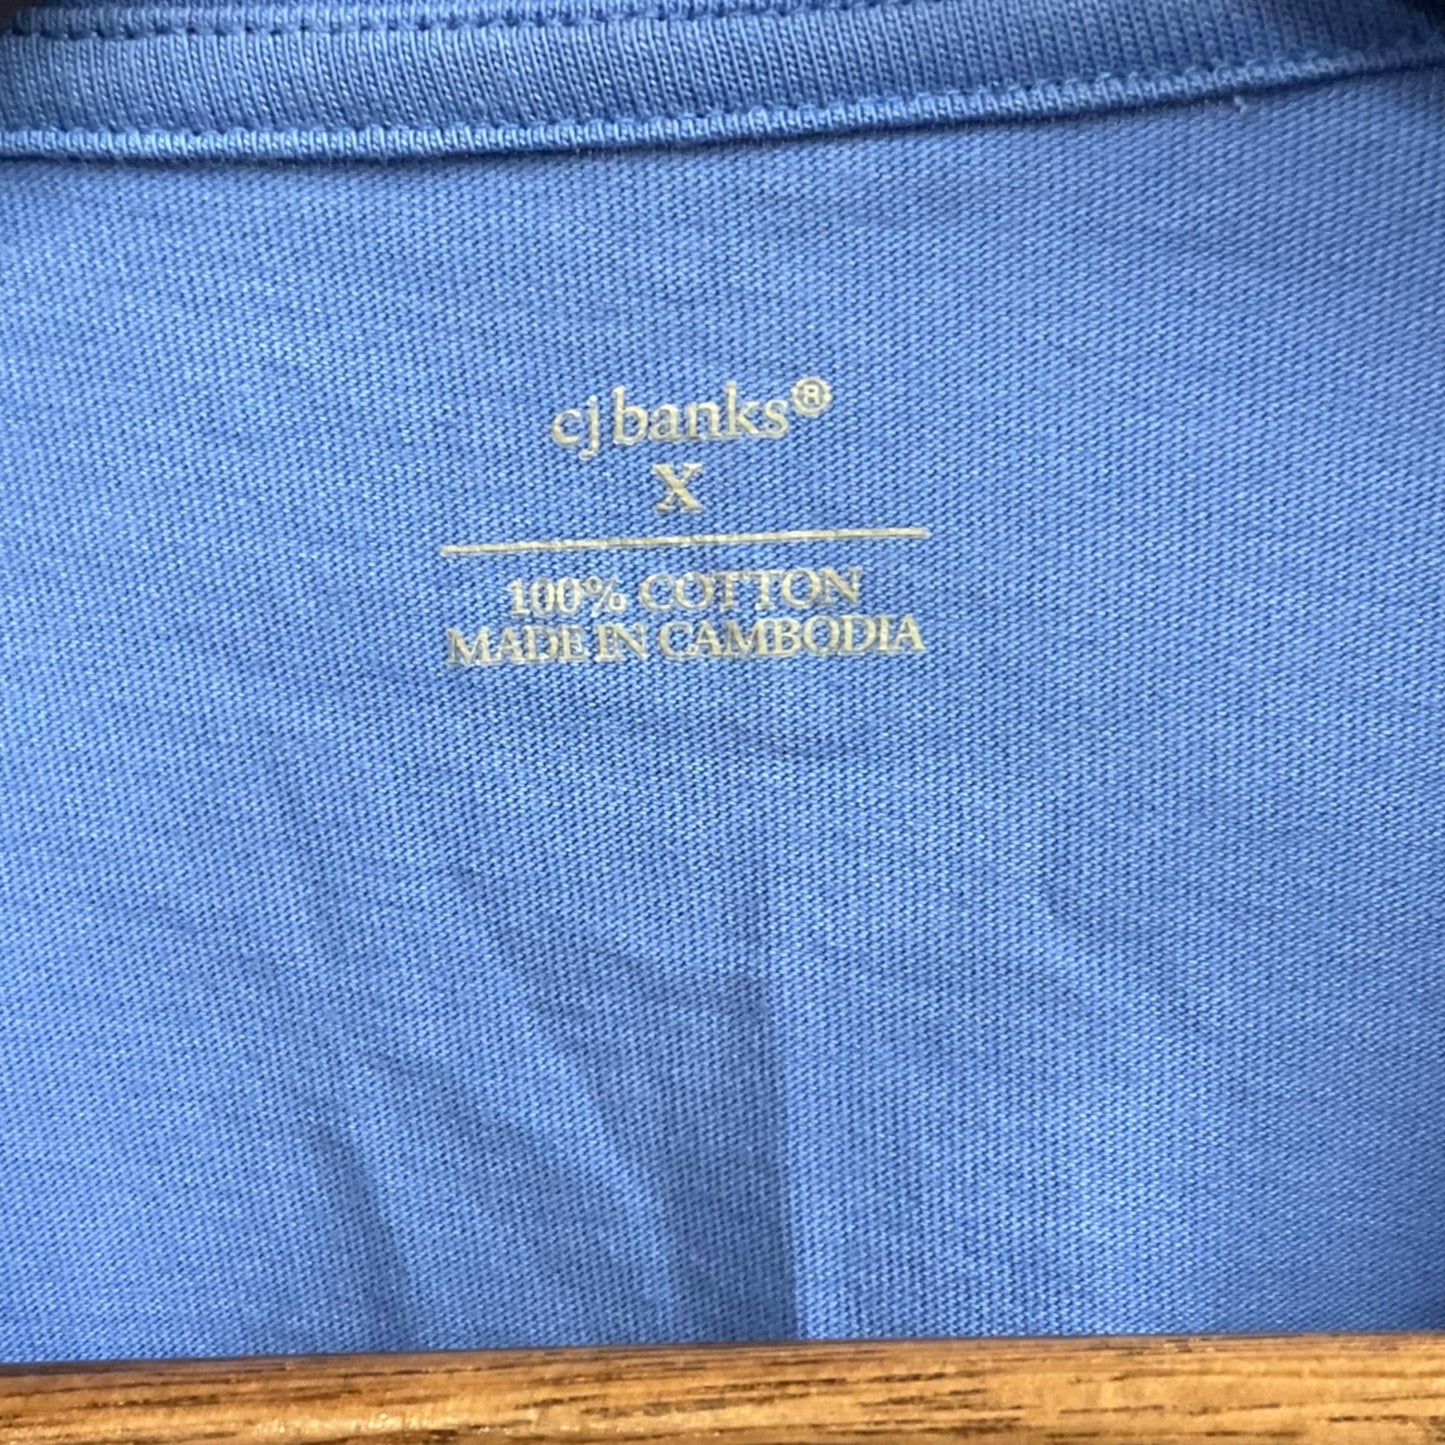 cj banks®
X
100% COTTON
MADE IN CAMBODIA